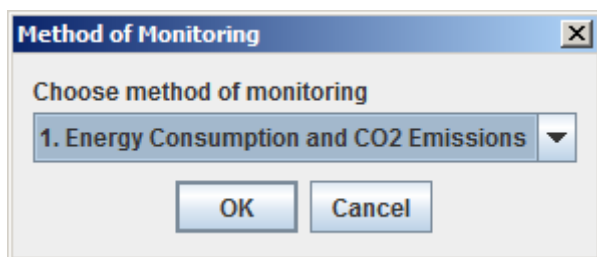 Method of Monitoring
Choose method of monitoring
1. Energy Consumption and CO2 Emissions
OK Cancel